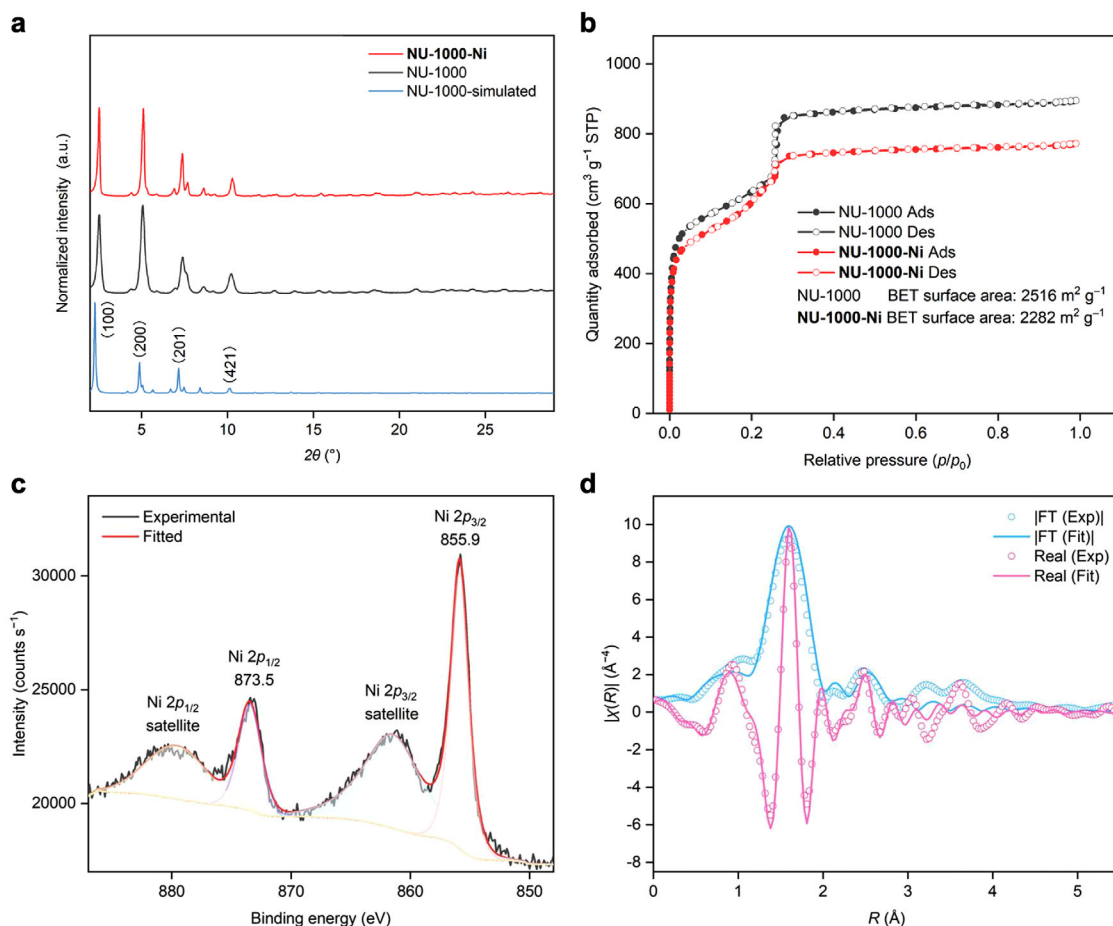 a
NU-1000-Ni
NU-1000
NU-1000-simulated
Normalized intensity (a.u.)
(100)
(200)
(201)
(421)
5
10
15
20
25
2θ (°)
b
1000
800
600
400
200
0
Quantity adsorbed (cm³ g⁻¹ STP)
NU-1000 Ads
NU-1000 Des
NU-1000-Ni Ads
NU-1000-Ni Des
NU-1000 BET surface area: 2516 m² g⁻¹
NU-1000-Ni BET surface area: 2282 m² g⁻¹
0.0
0.2
0.4
0.6
0.8
1.0
Relative pressure (p/p₀)
c
Experimental
Fitted
Ni 2p₃/₂
855.9
Ni 2p₁/₂
873.5
Ni 2p₃/₂
satellite
Ni 2p₁/₂
satellite
30000
25000
20000
Intensity (counts s⁻¹)
880
870
860
850
Binding energy (eV)
d
|FT (Exp)|
|FT (Fit)|
Real (Exp)
Real (Fit)
10
8
6
4
2
0
-2
-4
-6
-8
|χ(R)| (Å⁻⁴)
0
1
2
3
4
5
R (Å)